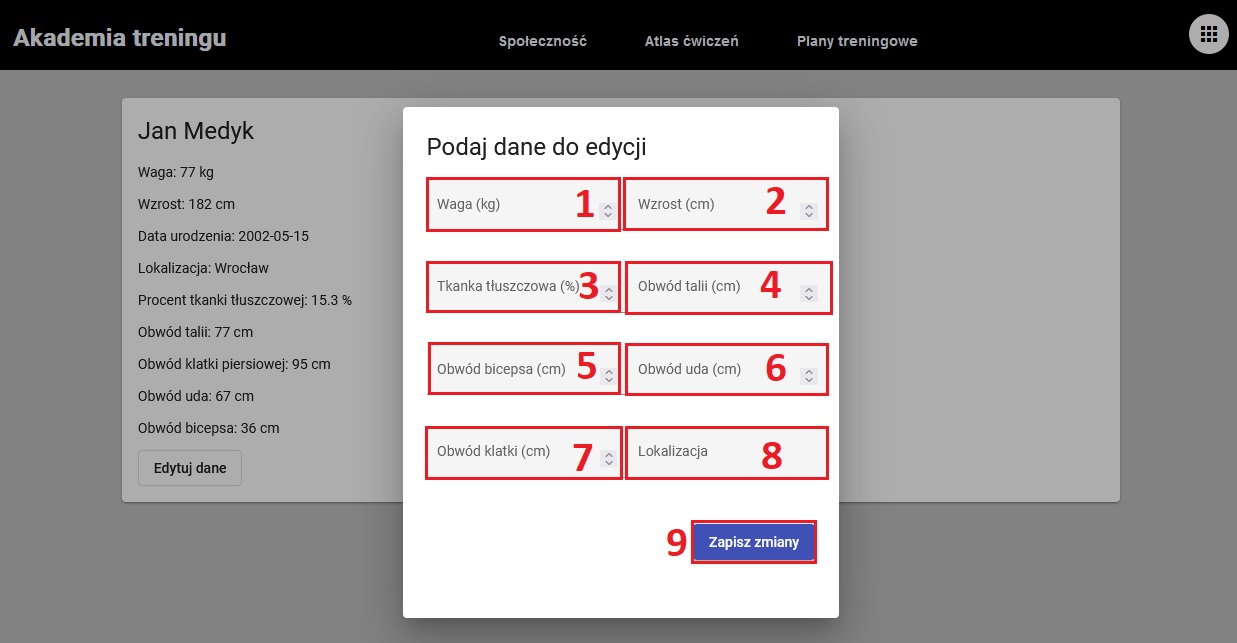 Akademia treningu
Społeczność Atlas ćwiczeń Plany treningowe
Jan Medyk
Waga: 77 kg
Wzrost: 182 cm
Data urodzenia: 2002-05-15
Lokalizacja: Wrocław
Procent tkanki tłuszczowej: 15.3 %
Obwód talii: 77 cm
Obwód klatki piersiowej: 95 cm
Obwód uda: 67 cm
Obwód bicepsa: 36 cm
Edytuj dane
Podaj dane do edycji
Waga (kg) 1 Wzrost (cm) 2
Tkanka tłuszczowa (%) 3 Obwód talii (cm) 4
Obwód bicepsa (cm) 5 Obwód uda (cm) 6
Obwód klatki (cm) 7 Lokalizacja 8
9 Zapisz zmiany